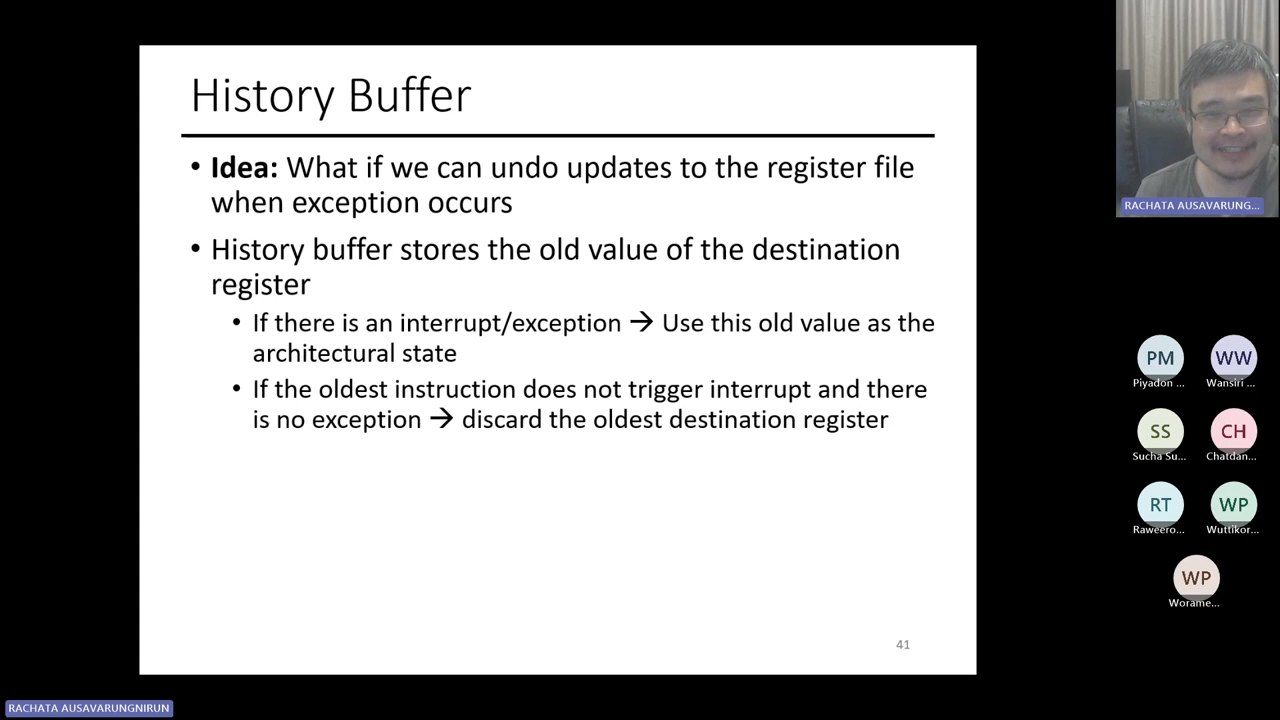 History Buffer
• Idea: What if we can undo updates to the register file
when exception occurs
• History buffer stores the old value of the destination
register
• If there is an interrupt/exception → Use this old value as the
architectural state
• If the oldest instruction does not trigger interrupt and there
is no exception → discard the oldest destination register
41
RACHATA AUSAVARUNG...
PM
WW
Piyadon ...
Wansiri ...
SS
CH
Sucha Su...
Chatdan...
RT
WP
Raweero...
Wuttikor...
WP
Worame...
RACHATA AUSAVARUNGNIRUN